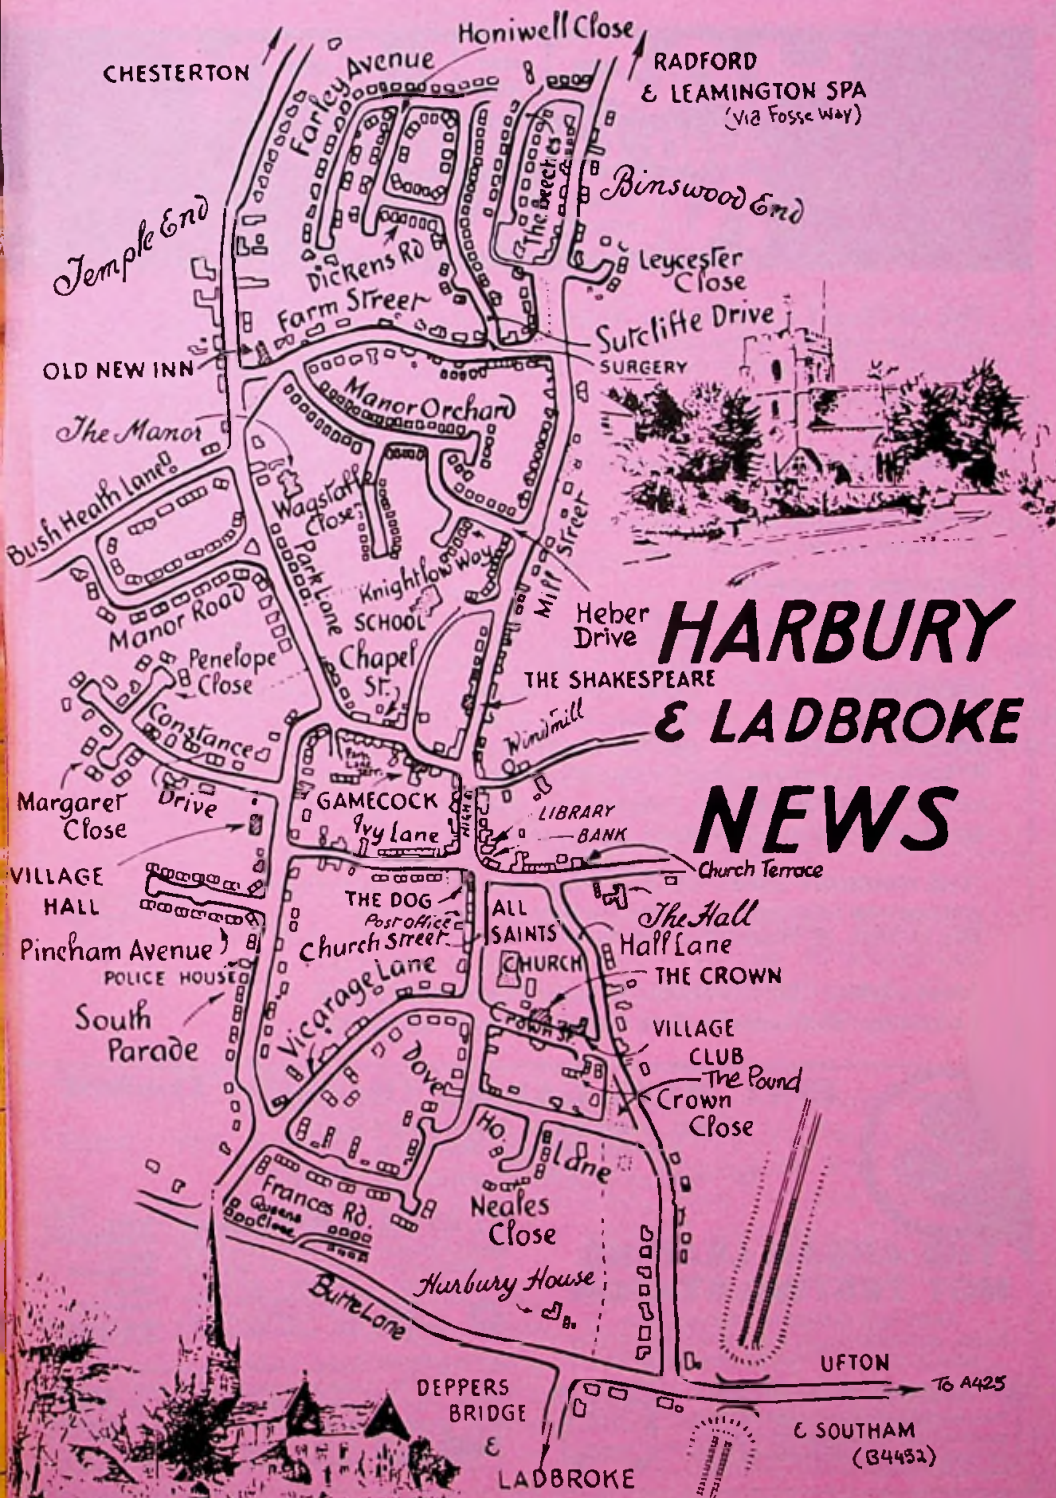 Honiwell Close
CHESTERTON
Farley Avenue
RADFORD
& LEAMINGTON SPA
(Via Fosse Way)
The Beeches
Binswood End
Temple End
Dickens Rd
Leycester
Close
Farm Street
Sutcliffe Drive
OLD NEW INN
SURGERY
Manor Orchard
The Manor
Bush Heath Lane
Wagstaffe
Close
Park Lane
Knightlow Way
Mill Street
Manor Road
SCHOOL
Heber
Drive
HARBURY
& LADBROKE
NEWS
Penelope
Close
Chapel
St.
THE SHAKESPEARE
Constance
Drive
Windmill
Park
Lane
Terr.
Margaret
Close
GAMECOCK
HIGH
Ivy Lane
LIBRARY
BANK
Church Terrace
VILLAGE
HALL
THE DOG
Post office
Church Street
ALL
SAINTS
CHURCH
The Hall
Hall Lane
Pincham Avenue
POLICE HOUSE
THE CROWN
South
Parade
Vicarage Lane
Crown St.
VILLAGE
CLUB
The Pound
Crown
Close
Dove
Ho.
Lane
Frances Rd.
Queens
Close
Neales
Close
Harbury House
Butt Lane
UFTON
To A425
DEPPERS
BRIDGE
&
LADBROKE
& SOUTHAM
(B4452)